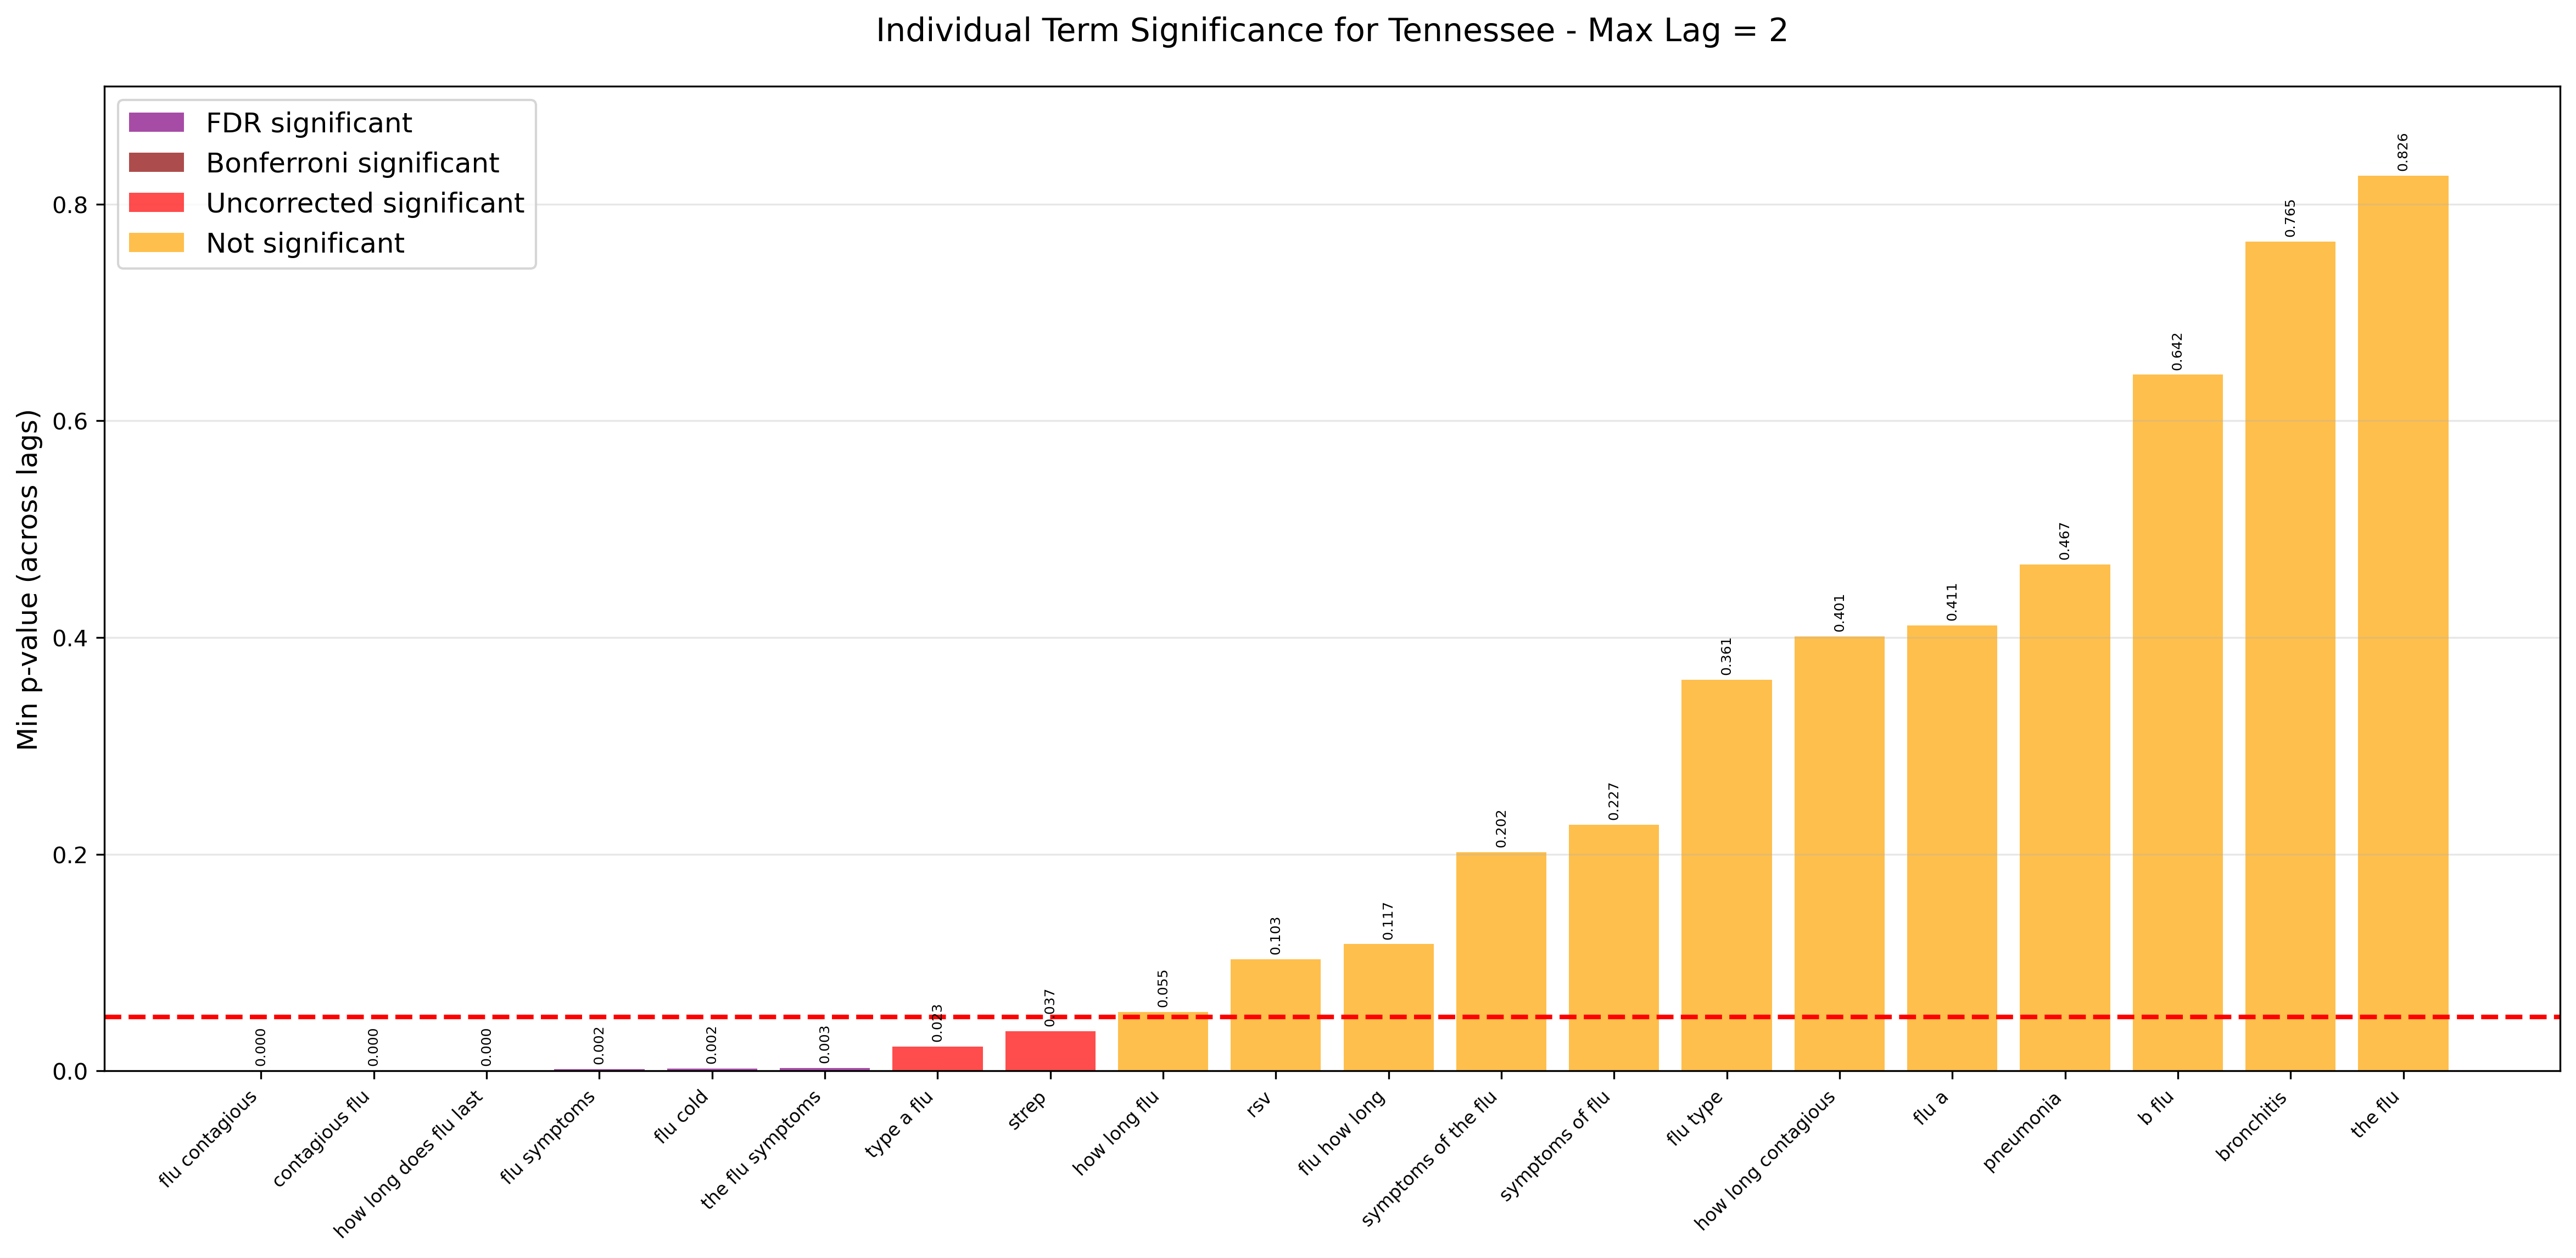 Individual Term Significance for Tennessee - Max Lag = 2
FDR significant
Bonferroni significant
Uncorrected significant
Not significant
Min p-value (across lags)
0.8
0.6
0.4
0.2
0.0
0.000
0.000
0.000
0.002
0.002
0.003
0.023
0.037
0.055
0.103
0.117
0.202
0.227
0.361
0.401
0.411
0.467
0.642
0.765
0.826
flu contagious
contagious flu
how long does flu last
flu symptoms
flu cold
the flu symptoms
type a flu
strep
how long flu
rsv
flu how long
symptoms of the flu
symptoms of flu
flu type
how long contagious
flu a
pneumonia
b flu
bronchitis
the flu